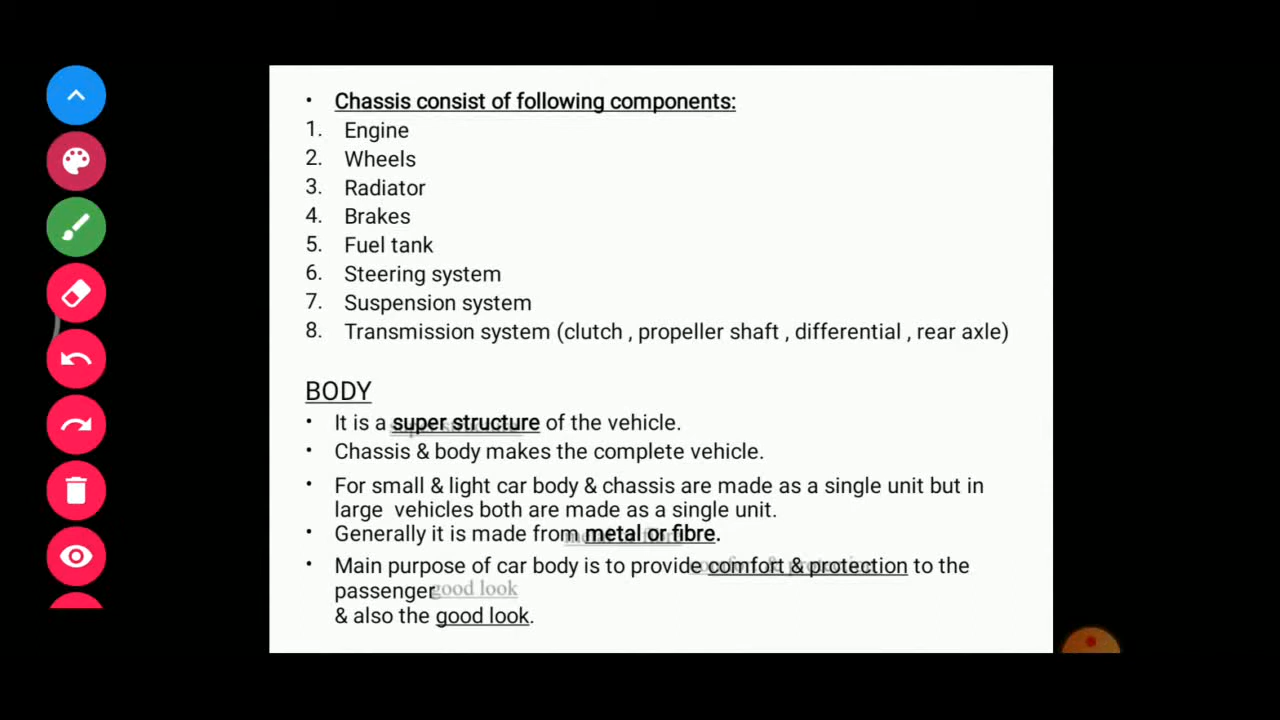 • Chassis consist of following components:
1. Engine
2. Wheels
3. Radiator
4. Brakes
5. Fuel tank
6. Steering system
7. Suspension system
8. Transmission system (clutch , propeller shaft , differential , rear axle)
BODY
• It is a super structure of the vehicle.
• Chassis & body makes the complete vehicle.
• For small & light car body & chassis are made as a single unit but in
large vehicles both are made as a single unit.
• Generally it is made from metal or fibre.
• Main purpose of car body is to provide comfort & protection to the
passenger good look
& also the good look.